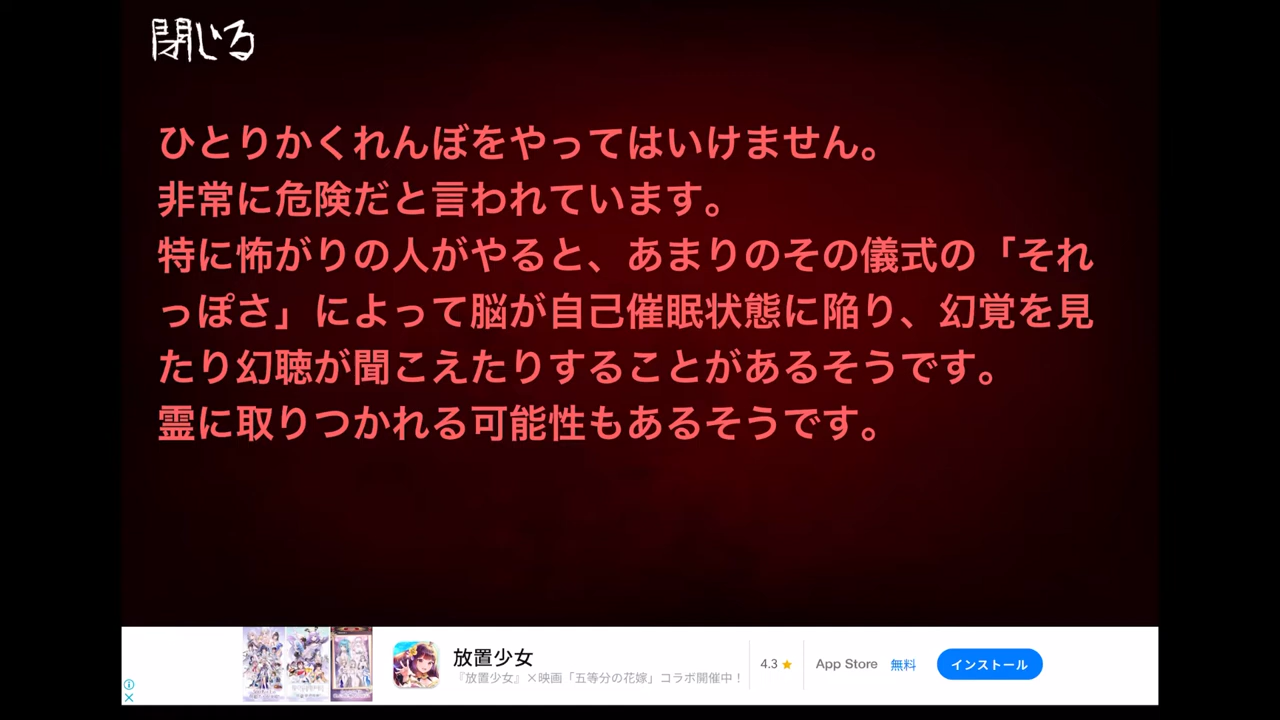 閉じる
ひとりかくれんぼをやってはいけません。
非常に危険だと言われています。
特に怖がりの人がやると、あまりのその儀式の「それ
っぽさ」によって脳が自己催眠状態に陥り、幻覚を見
たり幻聴が聞こえたりすることがあるそうです。
霊に取りつかれる可能性もあるそうです。
放置少女
『放置少女』×映画「五等分の花嫁」コラボ開催中！
4.3 ★ App Store 無料 インストール